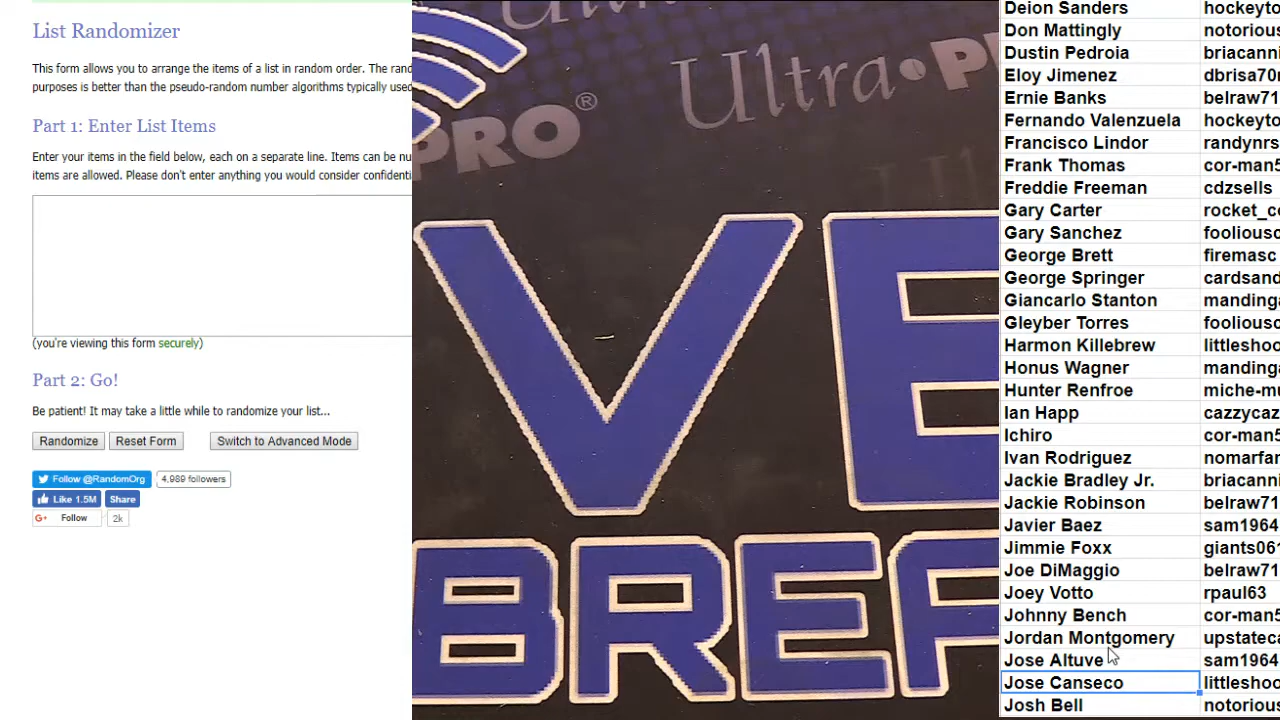 List Randomizer
This form allows you to arrange the items of a list in random order. The
purposes is better than the pseudo-random number algorithms typically used
Part 1: Enter List Items
Enter your items in the field below, each on a separate line. Items can be
items are allowed. Please don't enter anything you would consider
(you're viewing this form securely)
Part 2: Go!
Be patient! It may take a little while to randomize your list...
Randomize
Reset Form
Switch to Advanced Mode
Follow @RandomOrg
4,989 followers
Like 1.5M
Share
G+ Follow
2k
Ultra
PRO®
VE
Deion Sanders
Don Mattingly
Dustin Pedroia
Eloy Jimenez
Ernie Banks belraw71
Fernando Valenzuela
Francisco Lindor
Frank Thomas
Freddie Freeman cdzsells
Gary Carter
Gary Sanchez
George Brett firemasc
George Springer
Giancarlo Stanton
Gleyber Torres
Harmon Killebrew
Honus Wagner
Hunter Renfroe
Ian Happ
Ichiro
Ivan Rodriguez
Jackie Bradley Jr.
Jackie Robinson belraw71
Javier Baez sam1964
Jimmie Foxx
Joe DiMaggio belraw71
Joey Votto rpaul63
Johnny Bench
Jordan Montgomery
Jose Altuve sam1964
Jose Canseco
Josh Bell